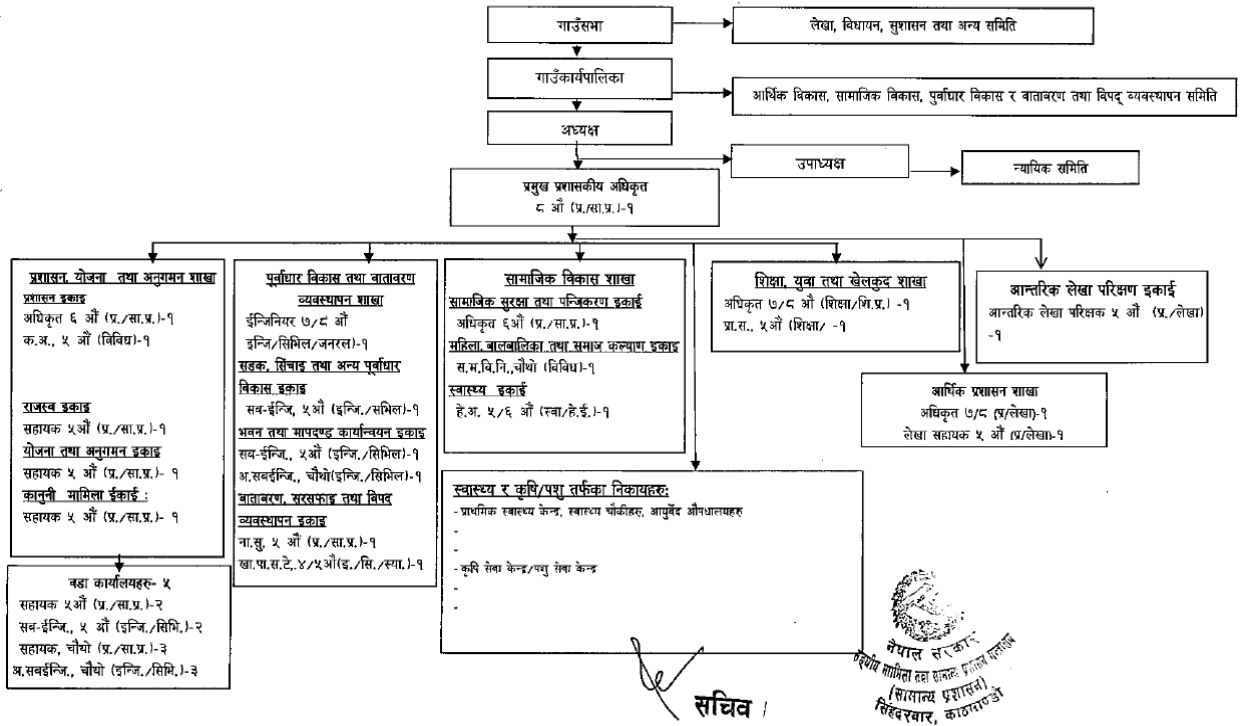 गाउँसभा
लेखा, विधायन, सुशासन तथा अन्य समिति
गाउँकार्यपालिका
आर्थिक विकास, सामाजिक विकास, पुर्वाधार विकास र वातावरण तथा विपद् व्यवस्थापन समिति
अध्यक्ष
उपाध्यक्ष
न्यायिक समिति
प्रमुख प्रशासकीय अधिकृत
८ औं (प्र./सा.प्र.)-१
प्रशासन, योजना तथा अनुगमन शाखा
प्रशासन इकाइ
अधिकृत ६ औं (प्र./सा.प्र.)-१
क.अ., ५ औं (विविध)-१
राजस्व इकाइ
सहायक ५औं (प्र./सा.प्र.)-१
योजना तथा अनुगमन इकाइ
सहायक ५ औं (प्र./सा.प्र.)- १
कानुनी मामिला ईकाई :
सहायक ५ औं (प्र./सा.प्र.)- १
वडा कार्यालयहरु- ५
सहायक ५औं (प्र./सा.प्र.)-२
सब-ईन्जि., ५ औं (इन्जि./सिभि.)-२
सहायक, चौथो (प्र./सा.प्र.)-३
अ.सबईन्जि., चौथो (इन्जि./सिभि.)-३
पूर्वाधार विकास तथा वातावरण
व्यवस्थापन शाखा
ईन्जिनियर ७/८ औं
इन्जि/सिभिल/जनरल)-१
सडक, सिंचाइ तथा अन्य पूर्वाधार
विकास इकाइ
सब-ईन्जि, ५औं (इन्जि./सभिल)-१
भवन तथा मापदण्ड कार्यान्वयन इकाइ
सब-ईन्जि., ५औं (इन्जि./सिभिल)-१
अ.सबईन्जि., चौथो(इन्जि./सिभिल)-१
वातावरण, सरसफाइ तथा विपद
व्यवस्थापन इकाइ
ना.सु, ५ औं (प्र./सा.प्र.)-१
खा.पा.स.टे. ४/५औं(इ./सि./स्या.)-१
सामाजिक विकास शाखा
सामाजिक सुरक्षा तथा पन्जिकरण इकाई
अधिकृत ६औं (प्र./सा.प्र.)-१
महिला, बालबालिका तथा समाज कल्याण इकाइ
स.म.वि.नि.,चौथो (विविध)-१
स्वास्थ्य इकाई
हे.अ. ५/६ औं (स्वा/हे.ई.)-१
शिक्षा, युवा तथा खेलकुद शाखा
अधिकृत ७/८ औं (शिक्षा/शि.प्र.) -१
प्रा.स., ५औं (शिक्षा/ -१
आन्तरिक लेखा परिक्षण इकाई
आन्तरिक लेखा परिक्षक ५ औं (प्र./लेखा)
-१
आर्थिक प्रशासन शाखा
अधिकृत ७/८ (प्र/लेखा)-१
लेखा सहायक ५ औं (प्र/लेखा)-१
स्वास्थ्य र कृषि/पशु तर्फका निकायहरु:
- प्राथमिक स्वास्थ्य केन्द्र, स्वास्थ्य चौकीहरु, आयुर्वेद औषधालयहरु
-
-
- कृषि सेवा केन्द्र/पशु सेवा केन्द्र
-
-
-
सचिव
नेपाल सरकार
सामान्य प्रशासन
(सामान्य प्रशासन)
सिंहदरवार, काठमाण्डौ